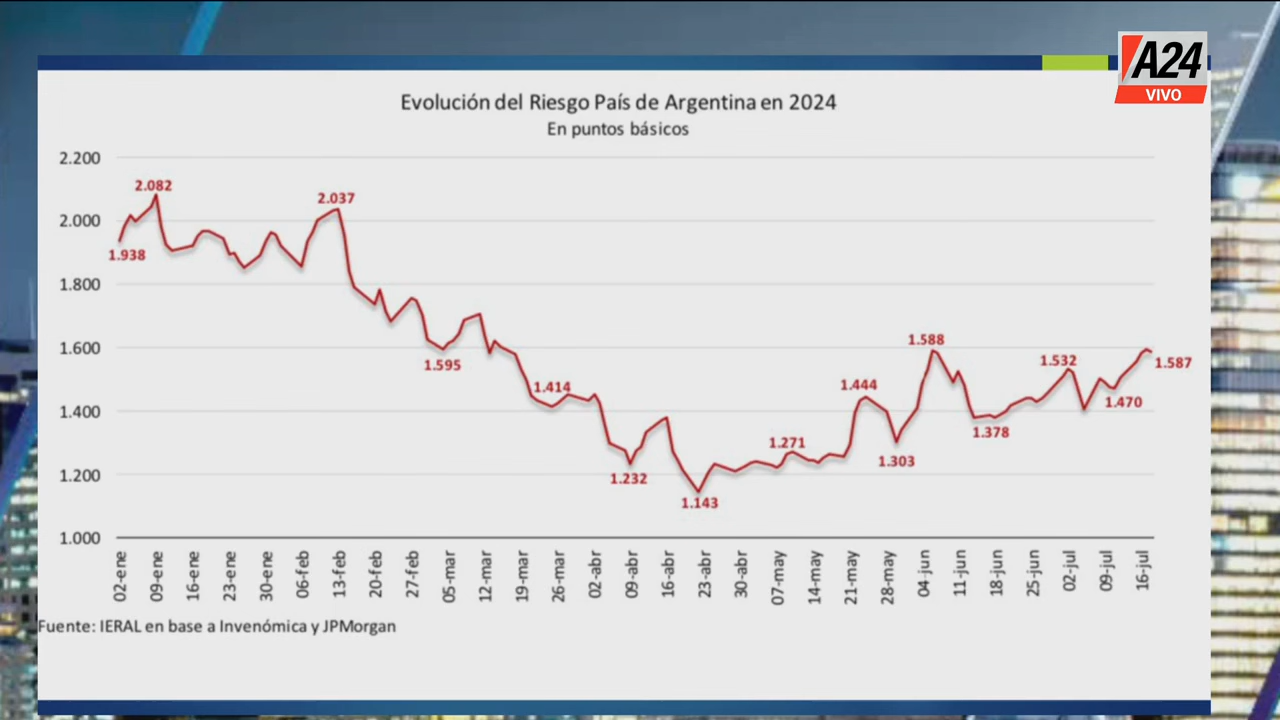 A24
VIVO
Evolución del Riesgo País de Argentina en 2024
En puntos básicos
2.200
2.000
1.800
1.600
1.400
1.200
1.000
1.938
2.082
2.037
1.595
1.414
1.232
1.143
1.271
1.444
1.303
1.588
1.378
1.532
1.470
1.587
02-ene
09-ene
16-ene
23-ene
30-ene
06-feb
13-feb
20-feb
27-feb
05-mar
12-mar
19-mar
26-mar
02-abr
09-abr
16-abr
23-abr
30-abr
07-may
14-may
21-may
28-may
04-jun
11-jun
18-jun
25-jun
02-jul
09-jul
16-jul
Fuente: IERAL en base a Invenómica y JPMorgan